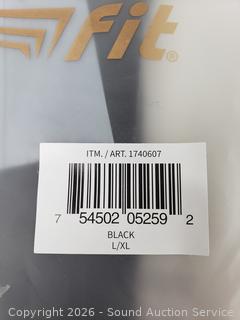 fit®
ITM. / ART. 1740607
7 54502 05259 2
BLACK
L/XL
Copyright © 2026 - Sound Auction Service